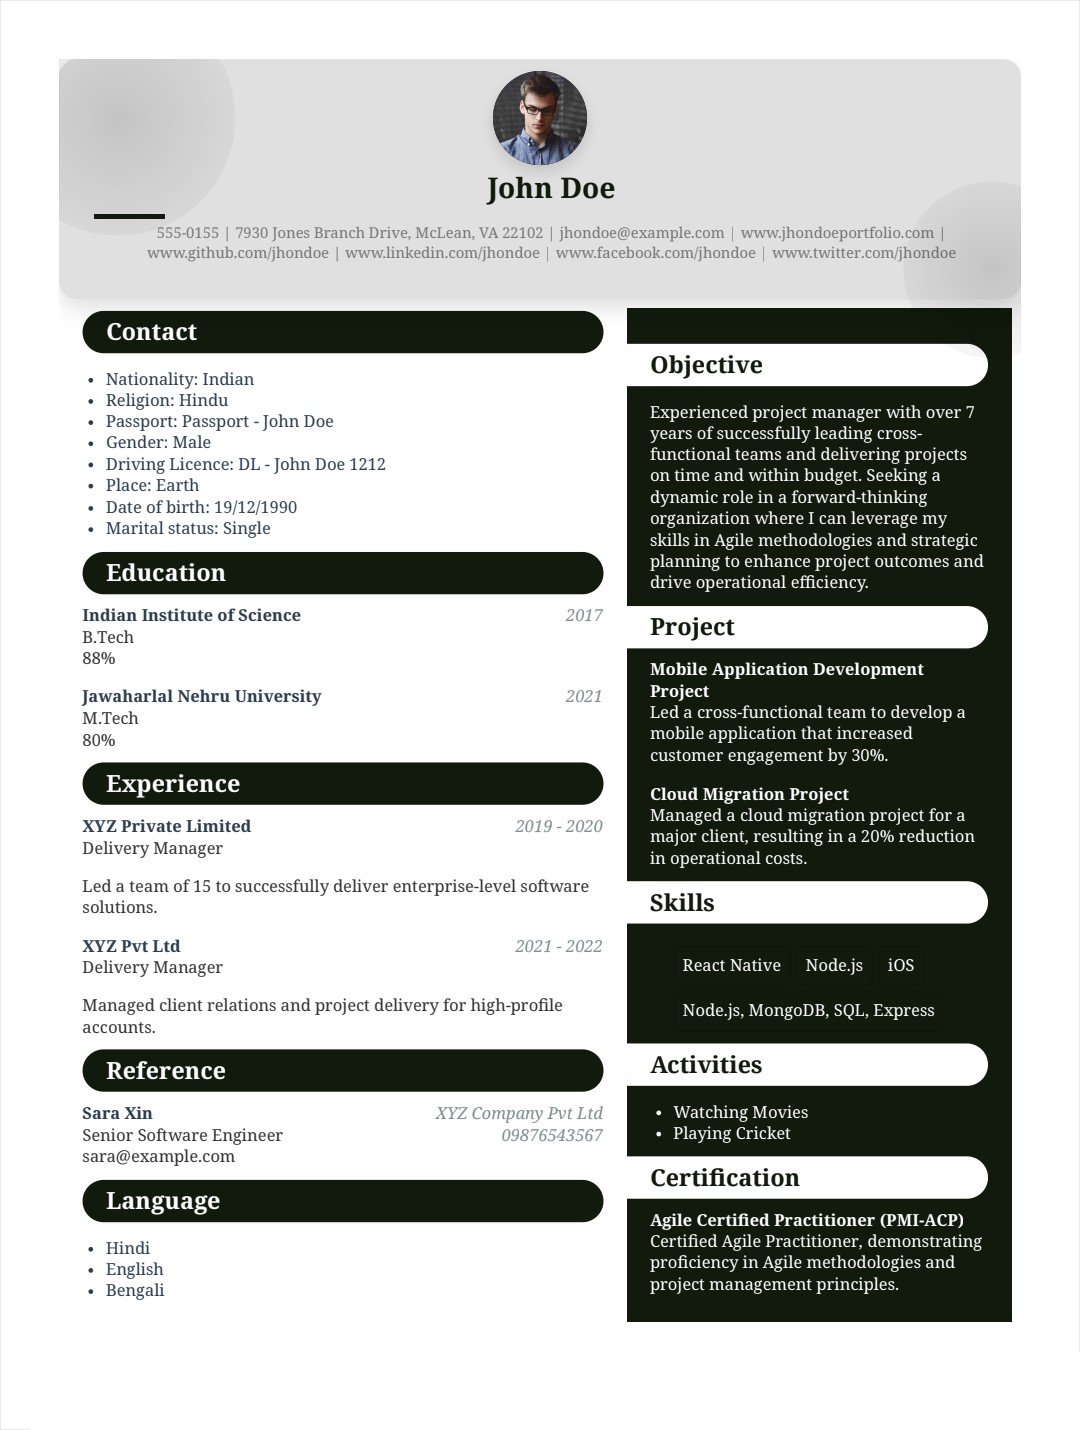 John Doe
555-0155 | 7930 Jones Branch Drive, McLean, VA 22102 | jhondoe@example.com | www.jhondoeportfolio.com |
www.github.com/jhondoe | www.linkedin.com/jhondoe | www.facebook.com/jhondoe | www.twitter.com/jhondoe
Contact
• Nationality: Indian
• Religion: Hindu
• Passport: Passport - John Doe
• Gender: Male
• Driving Licence: DL - John Doe 1212
• Place: Earth
• Date of birth: 19/12/1990
• Marital status: Single
Education
Indian Institute of Science 2017
B.Tech
88%
Jawaharlal Nehru University 2021
M.Tech
80%
Experience
XYZ Private Limited 2019 - 2020
Delivery Manager
Led a team of 15 to successfully deliver enterprise-level software
solutions.
XYZ Pvt Ltd 2021 - 2022
Delivery Manager
Managed client relations and project delivery for high-profile
accounts.
Reference
Sara Xin XYZ Company Pvt Ltd
Senior Software Engineer 09876543567
sara@example.com
Language
• Hindi
• English
• Bengali
Objective
Experienced project manager with over 7
years of successfully leading cross-
functional teams and delivering projects
on time and within budget. Seeking a
dynamic role in a forward-thinking
organization where I can leverage my
skills in Agile methodologies and strategic
planning to enhance project outcomes and
drive operational efficiency.
Project
Mobile Application Development
Project
Led a cross-functional team to develop a
mobile application that increased
customer engagement by 30%.
Cloud Migration Project
Managed a cloud migration project for a
major client, resulting in a 20% reduction
in operational costs.
Skills
React Native Node.js iOS
Node.js, MongoDB, SQL, Express
Activities
• Watching Movies
• Playing Cricket
Certification
Agile Certified Practitioner (PMI-ACP)
Certified Agile Practitioner, demonstrating
proficiency in Agile methodologies and
project management principles.